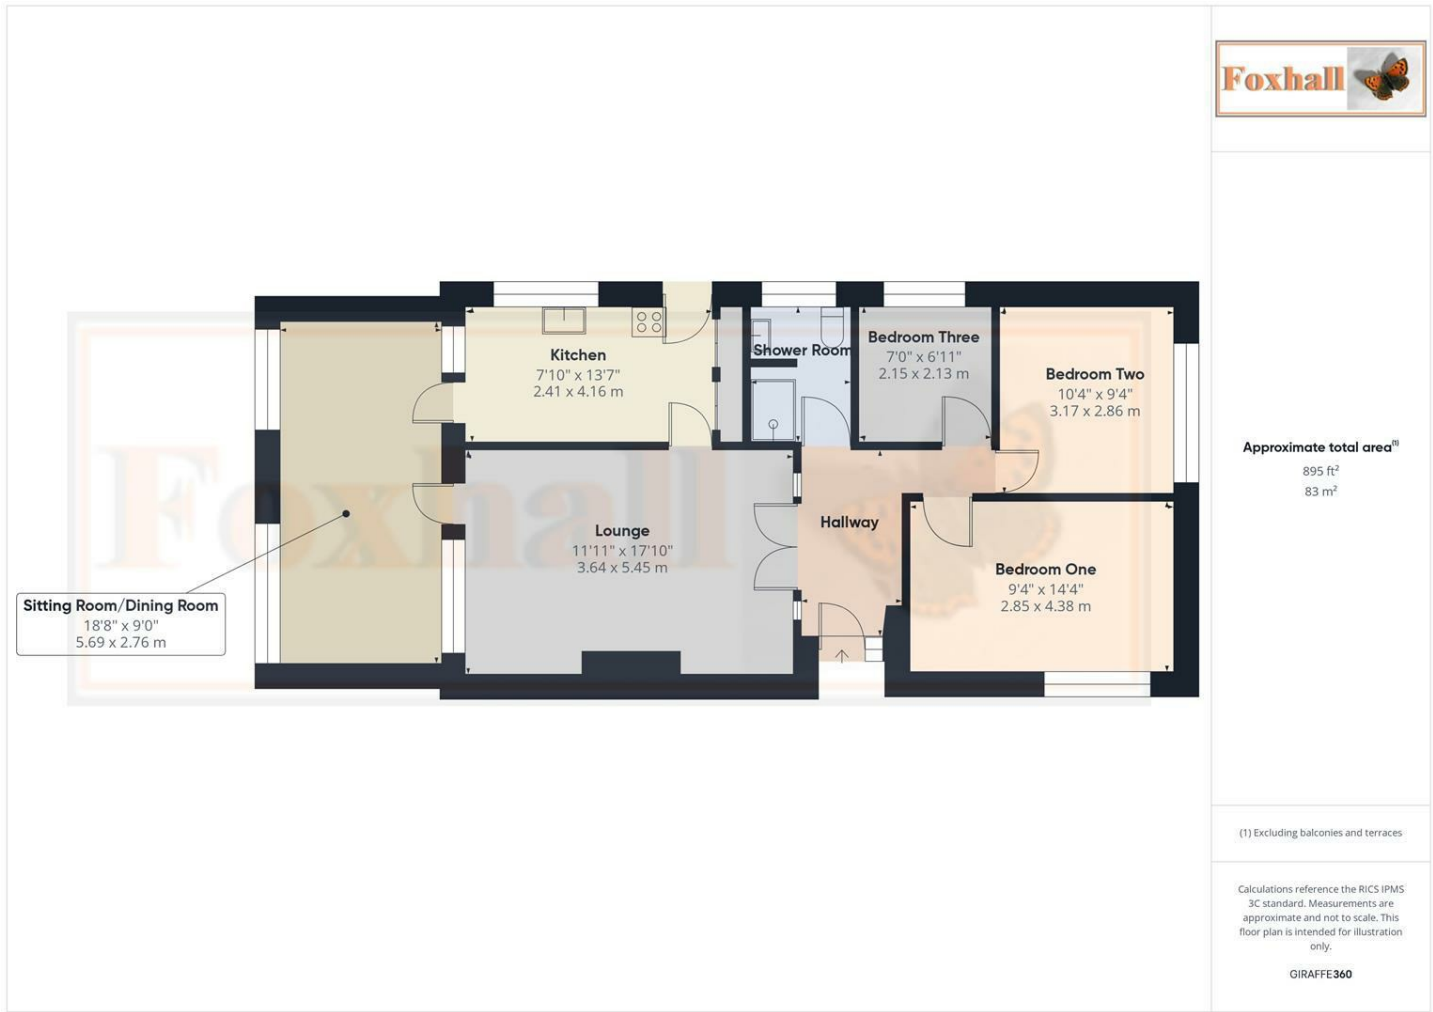 Foxhall
Kitchen
7'10" x 13'7"
2.41 x 4.16 m
Shower Room
Bedroom Three
7'0" x 6'11"
2.15 x 2.13 m
Bedroom Two
10'4" x 9'4"
3.17 x 2.86 m
Approximate total area(1)
895 ft²
83 m²
Foxhall
Lounge
11'11" x 17'10"
3.64 x 5.45 m
Hallway
Bedroom One
9'4" x 14'4"
2.85 x 4.38 m
Sitting Room/Dining Room
18'8" x 9'0"
5.69 x 2.76 m
(1) Excluding balconies and terraces
Calculations reference the RICS IPMS
3C standard. Measurements are
approximate and not to scale. This
floor plan is intended for illustration
only.
GIRAFFE360